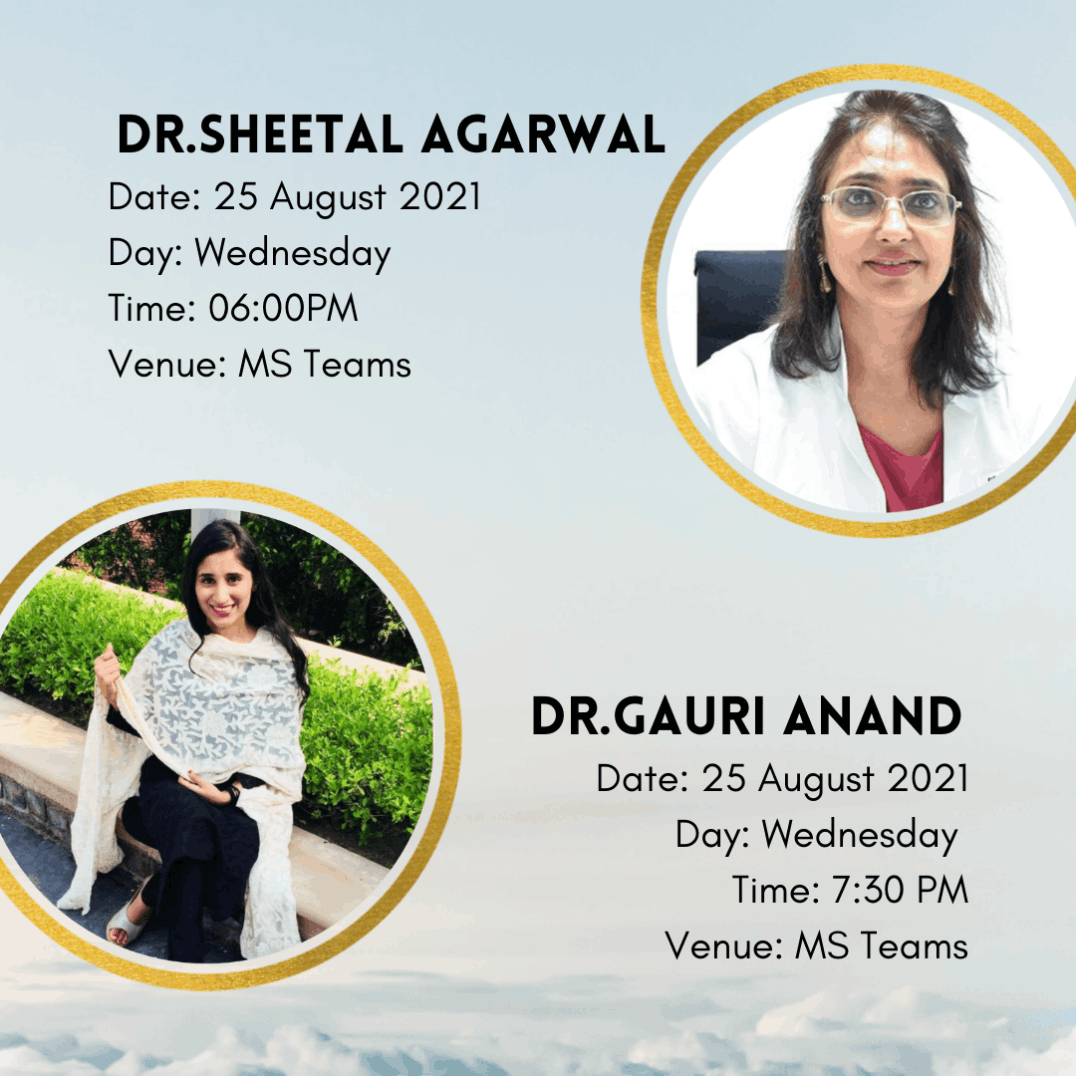 DR.SHEETAL AGARWAL
Date: 25 August 2021
Day: Wednesday
Time: 06:00PM
Venue: MS Teams
DR.GAURI ANAND
Date: 25 August 2021
Day: Wednesday
Time: 7:30 PM
Venue: MS Teams